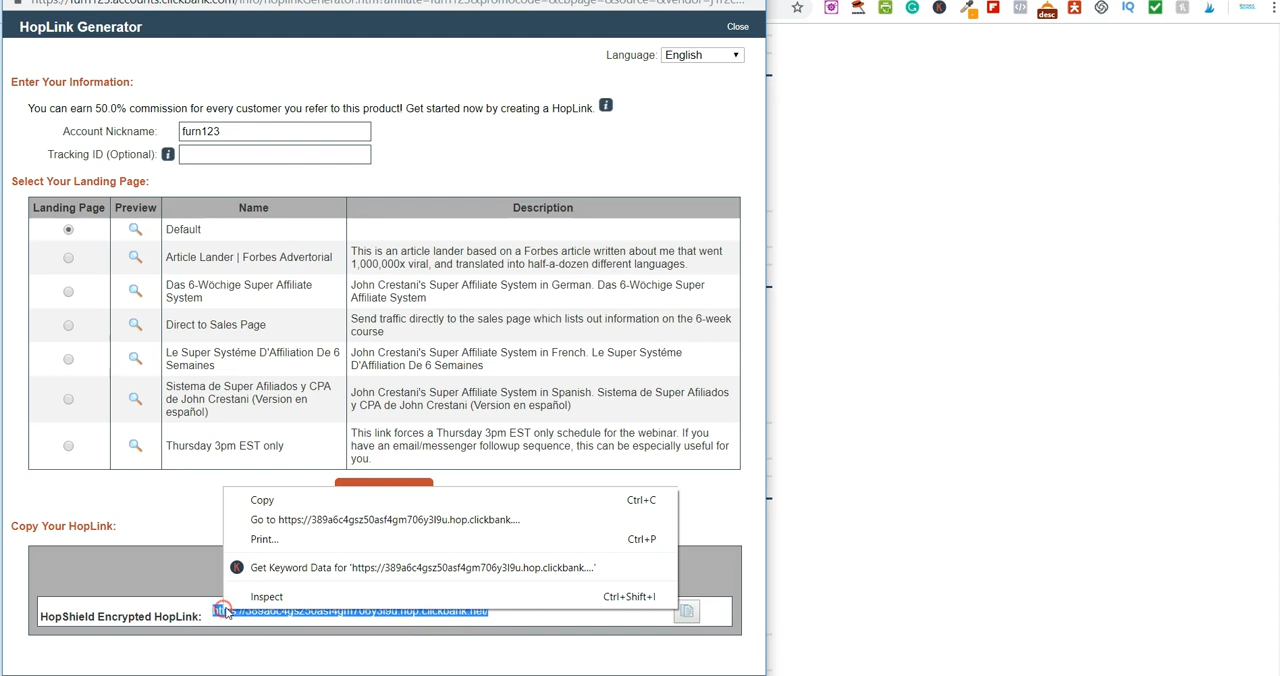 HopLink Generator
Close
Language: English
Enter Your Information:
You can earn 50.0% commission for every customer you refer to this product! Get started now by creating a HopLink.
Account Nickname: furn123
Tracking ID (Optional):
Select Your Landing Page:
Landing Page Preview Name Description
Default
Article Lander | Forbes Advertorial
This is an article lander based on a Forbes article written about me that went
1,000,000x viral, and translated into half-a-dozen different languages.
Das 6-Wöchige Super Affiliate
System
John Crestani's Super Affiliate System in German. Das 6-Wöchige Super
Affiliate System
Direct to Sales Page
Send traffic directly to the sales page which lists out information on the 6-week
course
Le Super Systéme D'Affiliation De 6
Semaines
John Crestani's Super Affiliate System in French. Le Super Systéme
D'Affiliation De 6 Semaines
Sistema de Super Afiliados y CPA
de John Crestani (Version en
español)
John Crestani's Super Affiliate System in Spanish. Sistema de Super Afiliados
y CPA de John Crestani (Version en español)
Thursday 3pm EST only
This link forces a Thursday 3pm EST only schedule for the webinar. If you
have an email/messenger followup sequence, this can be especially useful for
you.
Copy Ctrl+C
Go to https://389a6c4gsz50asf4gm706y3l9u.hop.clickbank....
Print... Ctrl+P
Get Keyword Data for 'https://389a6c4gsz50asf4gm706y3l9u.hop.clickbank....'
Inspect Ctrl+Shift+I
Copy Your HopLink:
HopShield Encrypted HopLink:
desc
IQ